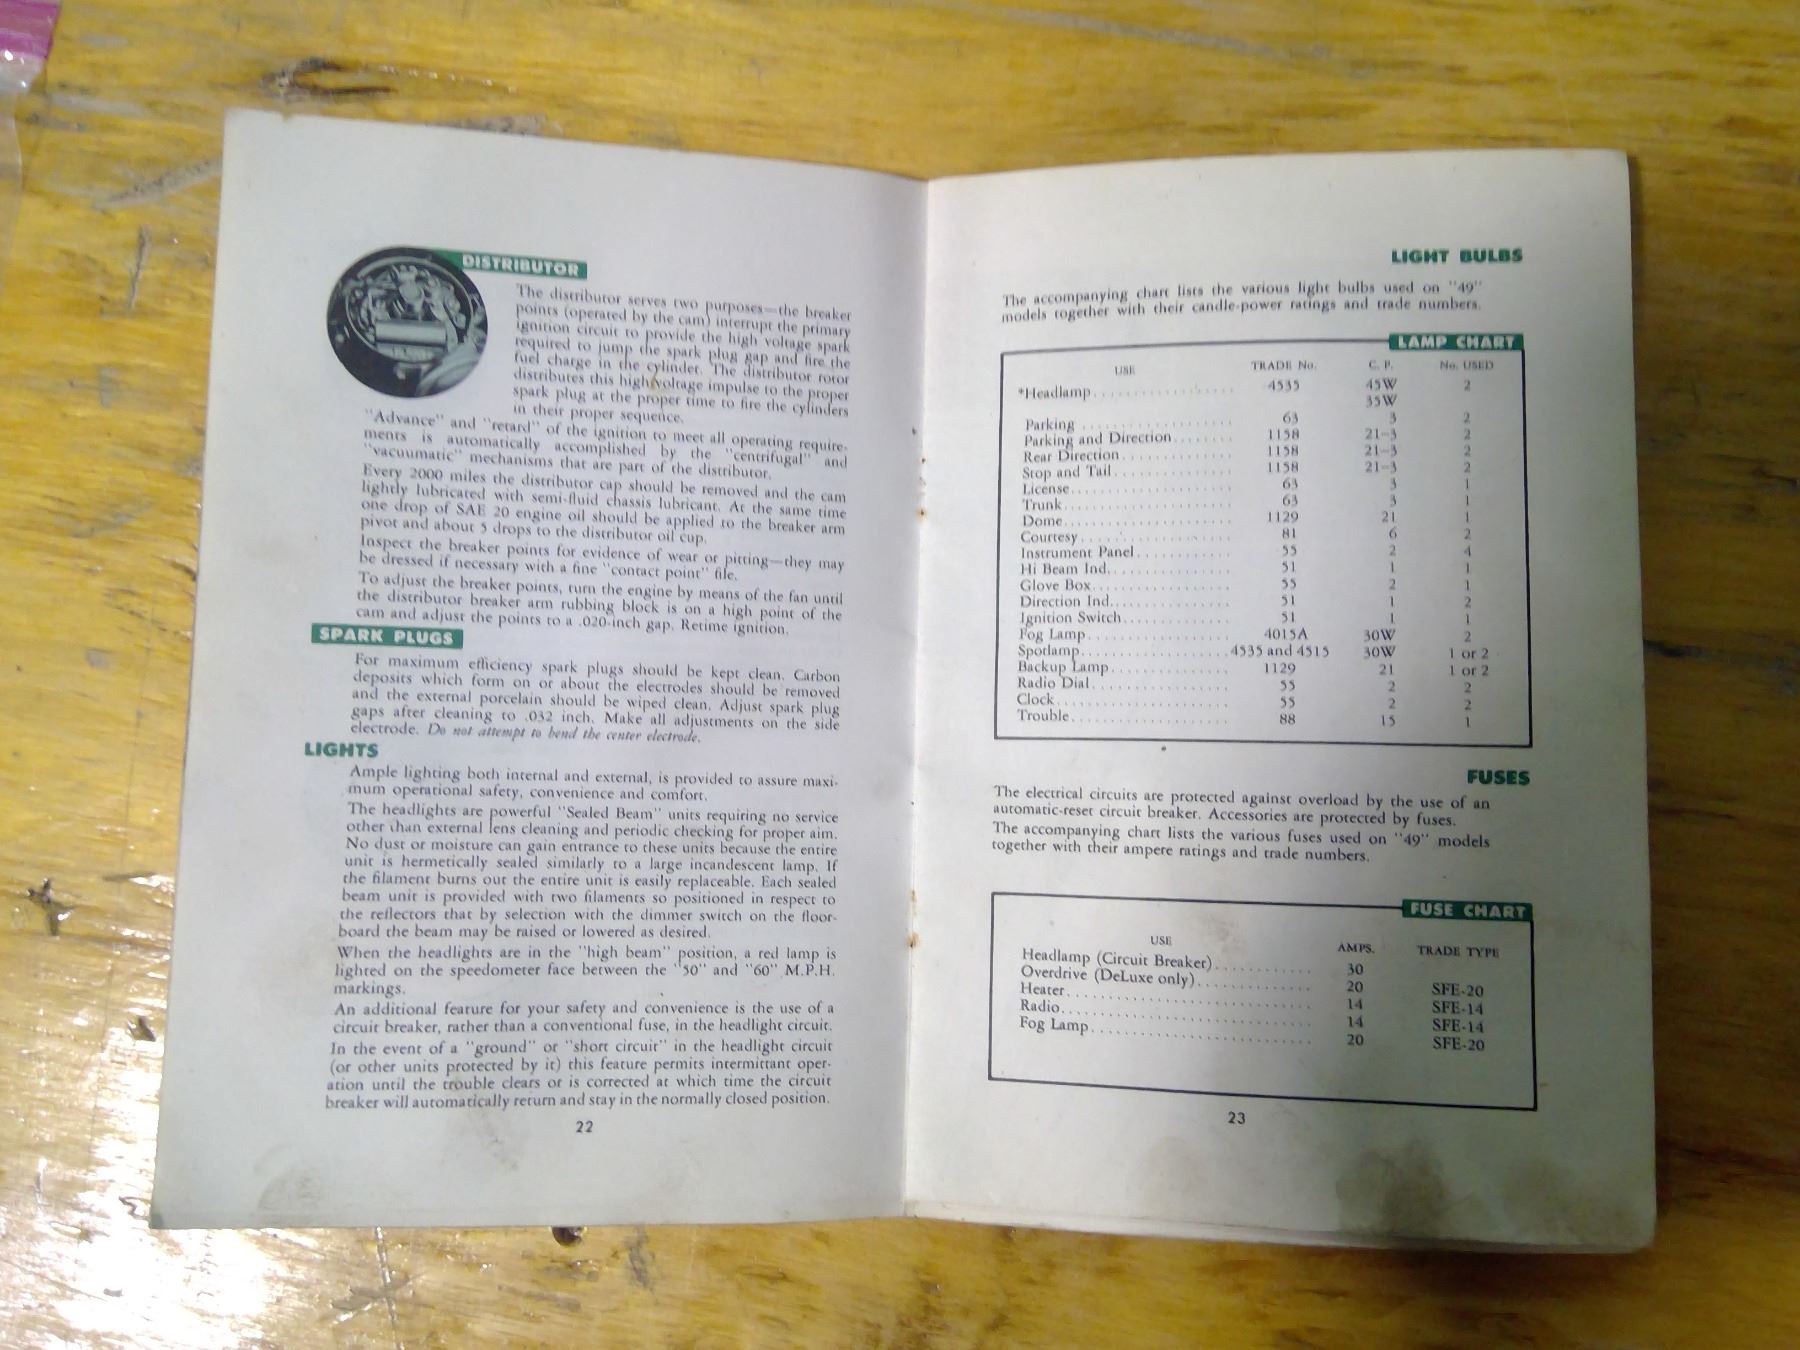 DISTRIBUTOR
The distributor serves two purposes—the breaker
points (operated by the cam) interrupt the primary
ignition circuit to provide the high voltage spark
required to jump the spark plug gap and fire the
fuel charge in the cylinder. The distributor rotor
distributes this high voltage impulse to the proper
spark plug at the proper time to fire the cylinders
in their proper sequence.
"Advance" and "retard" of the ignition to meet all operating require-
ments is automatically accomplished by the "centrifugal" and
"vacuumatic" mechanisms that are part of the distributor.
Every 2000 miles the distributor cap should be removed and the cam
lightly lubricated with semi-fluid chassis lubricant. At the same time
one drop of SAE 20 engine oil should be applied to the breaker arm
pivot and about 5 drops to the distributor oil cup.
Inspect the breaker points for evidence of wear or pitting—they may
be dressed if necessary with a fine "contact point" file.
To adjust the breaker points, turn the engine by means of the fan until
the distributor breaker arm rubbing block is on a high point of the
cam and adjust the points to a .020-inch gap. Retime ignition.
SPARK PLUGS
For maximum efficiency spark plugs should be kept clean. Carbon
deposits which form on or about the electrodes should be removed
and the external porcelain should be wiped clean. Adjust spark plug
gaps after cleaning to .032 inch. Make all adjustments on the side
electrode. Do not attempt to bend the center electrode.
LIGHTS
Ample lighting both internal and external, is provided to assure maxi-
mum operational safety, convenience and comfort.
The headlights are powerful "Sealed Beam" units requiring no service
other than external lens cleaning and periodic checking for proper aim.
No dust or moisture can gain entrance to these units because the entire
unit is hermetically sealed similarly to a large incandescent lamp. If
the filament burns out the entire unit is easily replaceable. Each sealed
beam unit is provided with two filaments so positioned in respect to
the reflectors that by selection with the dimmer switch on the floor-
board the beam may be raised or lowered as desired.
When the headlights are in the "high beam" position, a red lamp is
lighted on the speedometer face between the "50" and "60" M.P.H.
markings.
An additional feature for your safety and convenience is the use of a
circuit breaker, rather than a conventional fuse, in the headlight circuit.
In the event of a "ground" or "short circuit" in the headlight circuit
(or other units protected by it) this feature permits intermittant oper-
ation until the trouble clears or is corrected at which time the circuit
breaker will automatically return and stay in the normally closed position.
22
LIGHT BULBS
The accompanying chart lists the various light bulbs used on "49"
models together with their candle-power ratings and trade numbers.
LAMP CHART
USE TRADE No. C. P. No. USED
*Headlamp 4535 45W 2
35W
Parking 63 3 2
Parking and Direction 1158 21-3 2
Rear Direction 1158 21-3 2
Stop and Tail 1158 21-3 2
License 63 3 1
Trunk 63 3 1
Dome 1129 21 1
Courtesy 81 6 2
Instrument Panel 55 2 4
Hi Beam Ind. 51 1 1
Glove Box 55 2 1
Direction Ind. 51 1 2
Ignition Switch 51 1 1
Fog Lamp 4015A 30W 2
Spotlamp 4535 and 4515 30W 1 or 2
Backup Lamp 1129 21 1 or 2
Radio Dial 55 2 2
Clock 55 2 2
Trouble 88 15 1
FUSES
The electrical circuits are protected against overload by the use of an
automatic-reset circuit breaker. Accessories are protected by fuses.
The accompanying chart lists the various fuses used on "49" models
together with their ampere ratings and trade numbers.
FUSE CHART
USE AMPS. TRADE TYPE
Headlamp (Circuit Breaker) 30
Overdrive (DeLuxe only) 20 SFE-20
Heater 14 SFE-14
Radio 14 SFE-14
Fog Lamp 20 SFE-20
23